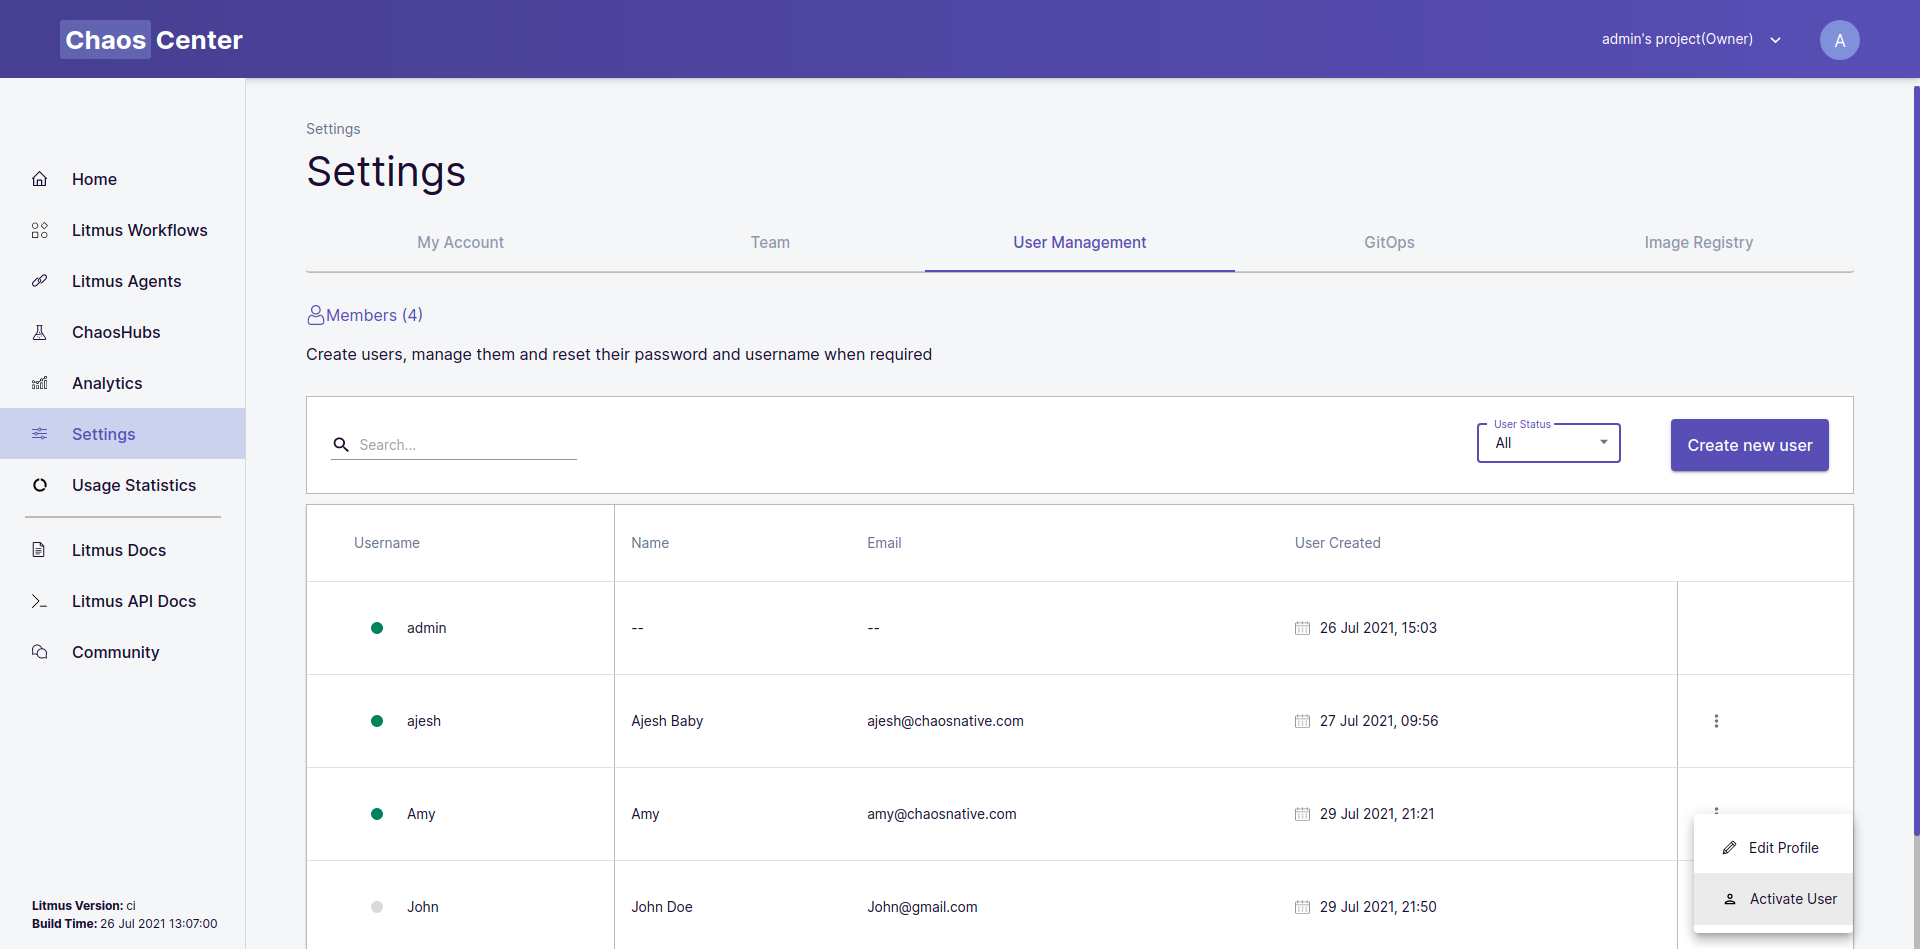 Chaos Center
admin's project(Owner)
A
Home
Litmus Workflows
Litmus Agents
ChaosHubs
Analytics
Settings
Usage Statistics
Litmus Docs
Litmus API Docs
Community
Litmus Version: ci
Build Time: 26 Jul 2021 13:07:00
Settings
Settings
My Account Team User Management GitOps Image Registry
Members (4)
Create users, manage them and reset their password and username when required
Search...
User Status
All
Create new user
Username Name Email User Created
admin -- -- 26 Jul 2021, 15:03
ajesh Ajesh Baby ajesh@chaosnative.com 27 Jul 2021, 09:56
Amy Amy amy@chaosnative.com 29 Jul 2021, 21:21
John John Doe John@gmail.com 29 Jul 2021, 21:50
Edit Profile
Activate User